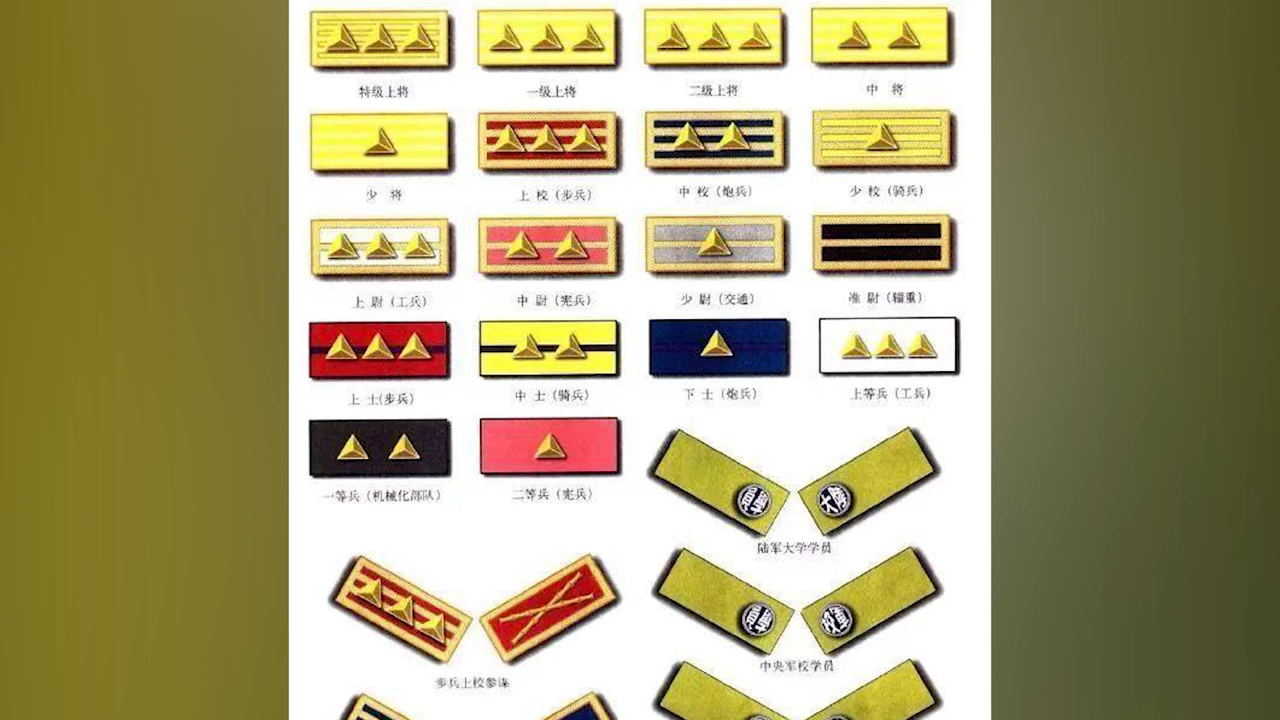 特级上将
一级上将
二级上将
中 将
少 将
上 校（步兵）
中 校（炮兵）
少 校（骑兵）
上 尉（工兵）
中 尉（宪兵）
少 尉（交通）
准 尉（辎重）
上 士(步兵）
中 士（骑兵）
下 士（炮兵）
上等兵（工兵）
一等兵（机械化部队）
二等兵（宪兵）
陆军大学学员
中央军校学员
步兵上校参谋